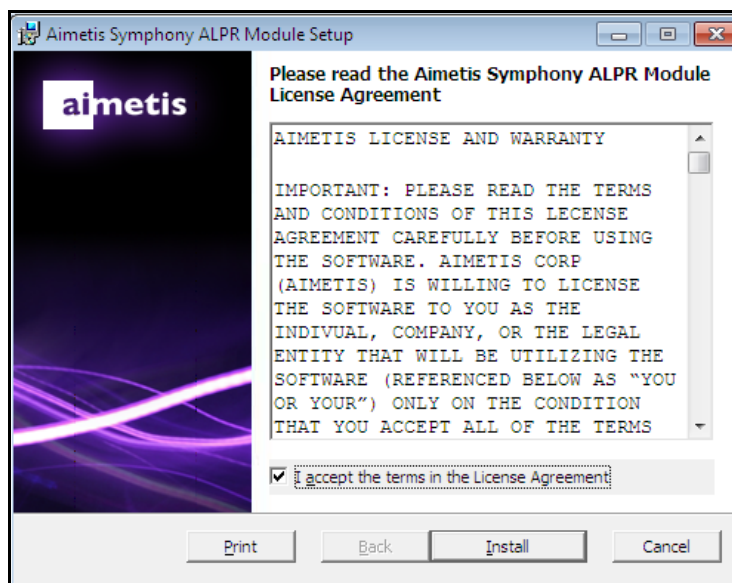 Aimetis Symphony ALPR Module Setup
aimetis
Please read the Aimetis Symphony ALPR Module
License Agreement
AIMETIS LICENSE AND WARRANTY
IMPORTANT: PLEASE READ THE TERMS
AND CONDITIONS OF THIS LECENSE
AGREEMENT CAREFULLY BEFORE USING
THE SOFTWARE. AIMETIS CORP
(AIMETIS) IS WILLING TO LICENSE
THE SOFTWARE TO YOU AS THE
INDIVUAL, COMPANY, OR THE LEGAL
ENTITY THAT WILL BE UTILIZING THE
SOFTWARE (REFERENCED BELOW AS “YOU
OR YOUR”) ONLY ON THE CONDITION
THAT YOU ACCEPT ALL OF THE TERMS
I accept the terms in the License Agreement
Print
Back
Install
Cancel